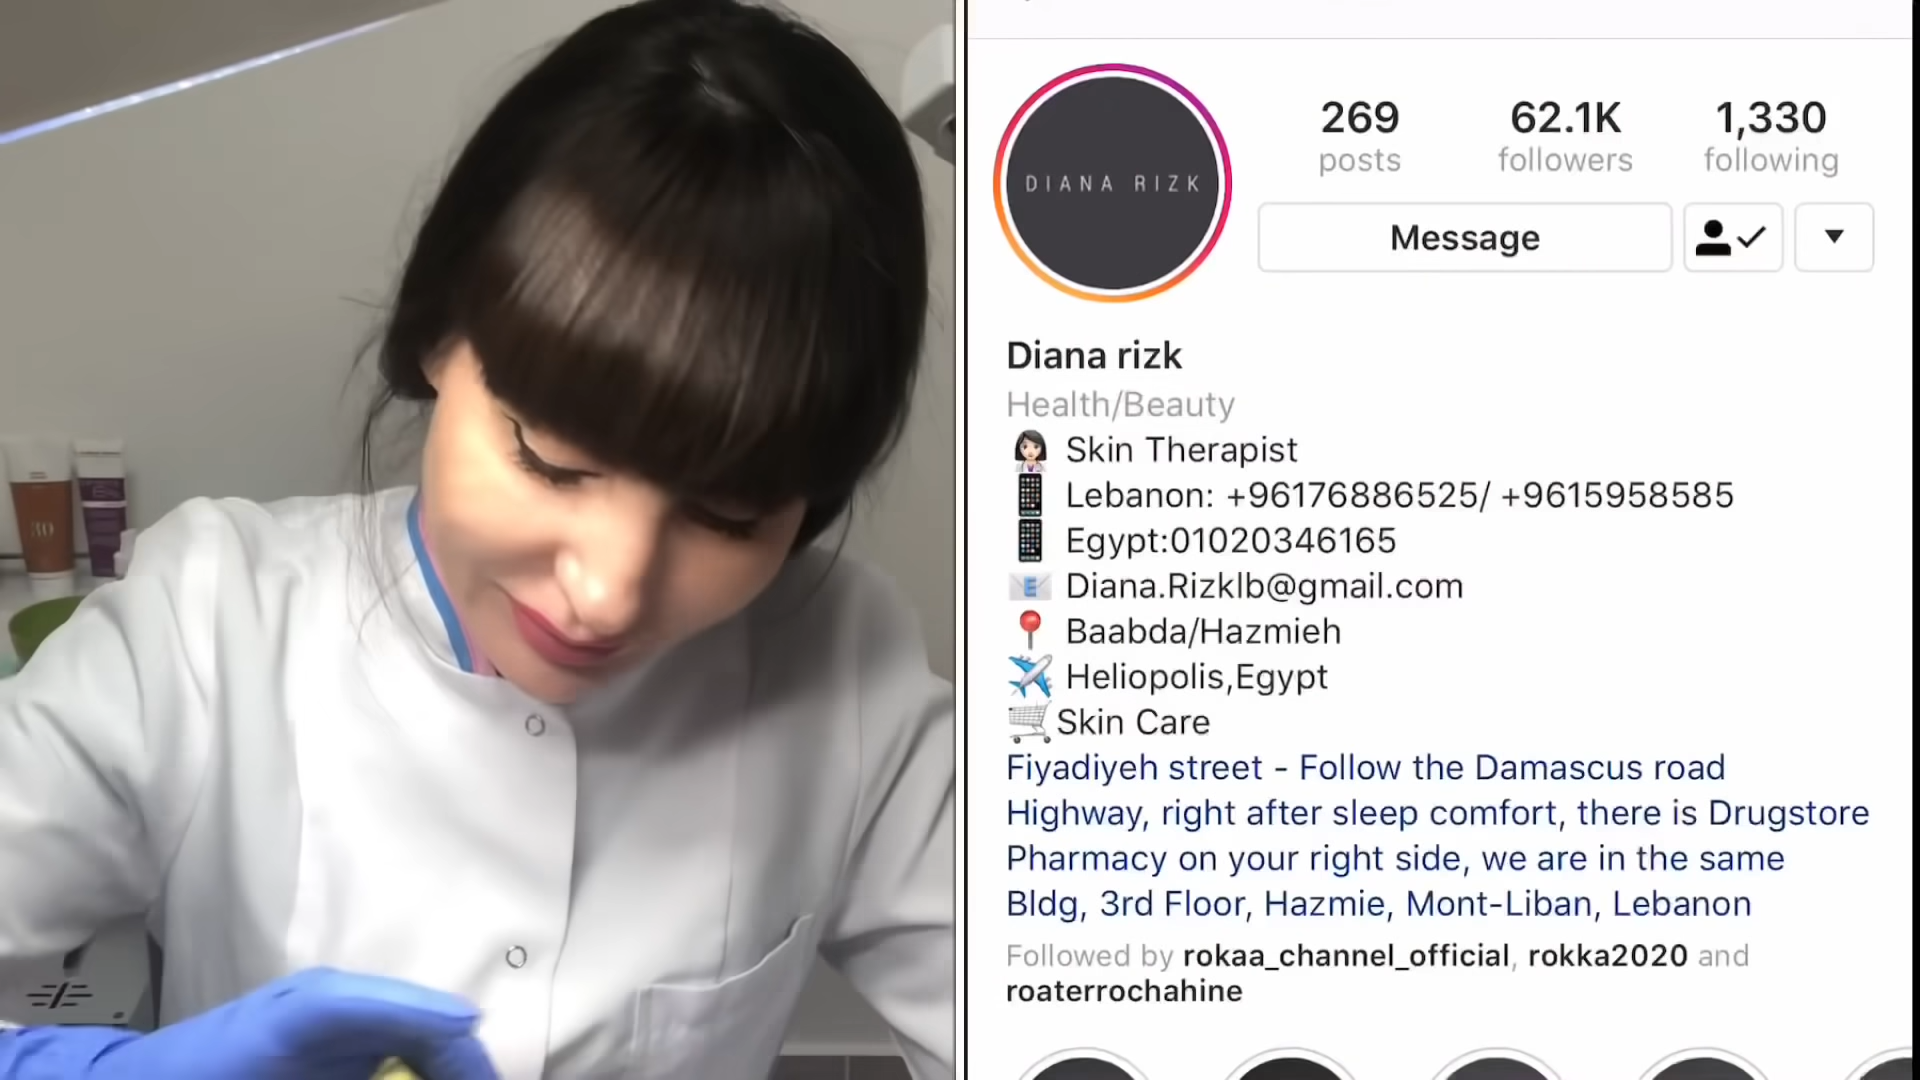 30
DIANA RIZK
269
posts
62.1K
followers
1,330
following
Message
Diana rizk
Health/Beauty
Skin Therapist
Lebanon: +96176886525/ +9615958585
Egypt:01020346165
Diana.Rizklb@gmail.com
Baabda/Hazmieh
Heliopolis,Egypt
Skin Care
Fiyadiyeh street - Follow the Damascus road
Highway, right after sleep comfort, there is Drugstore
Pharmacy on your right side, we are in the same
Bldg, 3rd Floor, Hazmie, Mont-Liban, Lebanon
Followed by rokaa_channel_official, rokka2020 and
roaterrochahine